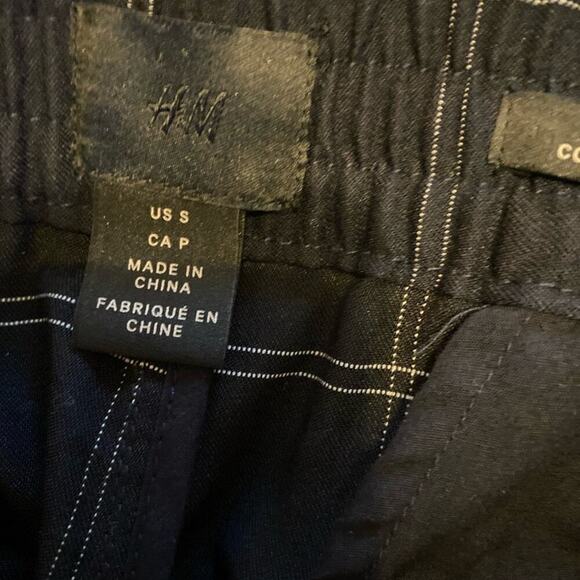 H&M
US S
CA P
MADE IN
CHINA
FABRIQUÉ EN
CHINE
CO